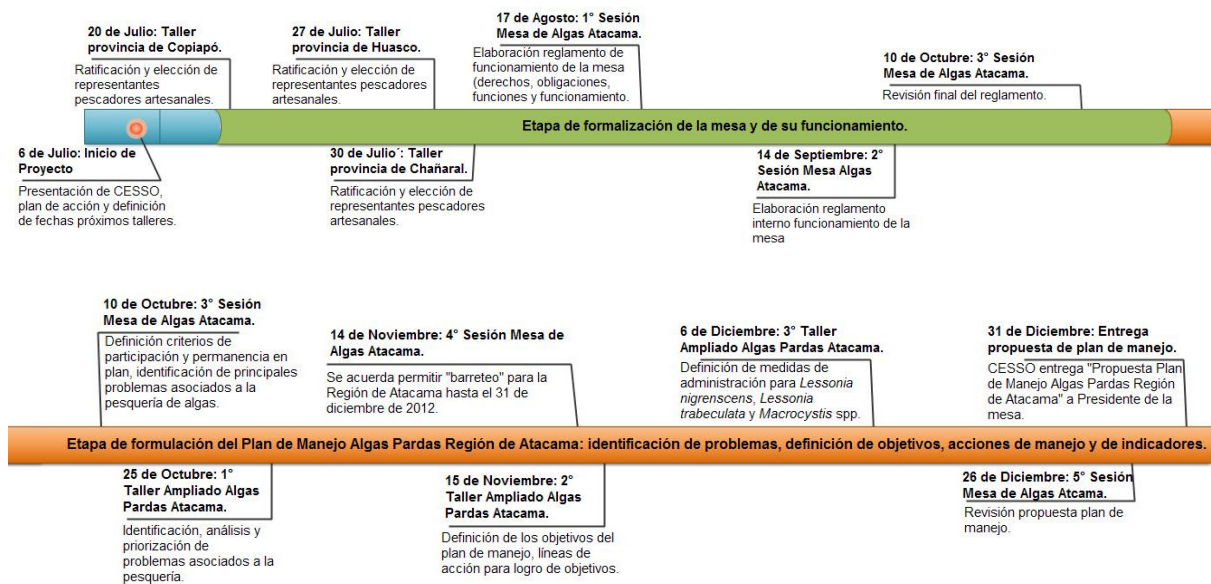 20 de Julio: Taller
provincia de Copiapó.
Ratificación y elección de
representantes
pescadores artesanales.
27 de Julio: Taller
provincia de Huasco.
Ratificación y elección de
representantes pescadores
artesanales.
17 de Agosto: 1° Sesión
Mesa de Algas Atacama.
Elaboración reglamento de
funcionamiento de la mesa
(derechos, obligaciones,
funciones y funcionamiento.
10 de Octubre: 3° Sesión
Mesa de Algas Atacama.
Revisión final del reglamento.
Etapa de formalización de la mesa y de su funcionamiento.
6 de Julio: Inicio de
Proyecto
Presentación de CESSO,
plan de acción y definición
de fechas próximos talleres.
30 de Julio´: Taller
provincia de Chañaral.
Ratificación y elección de
representantes pescadores
artesanales.
14 de Septiembre: 2°
Sesión Mesa Algas
Atacama.
Elaboración reglamento
interno funcionamiento de la
mesa
10 de Octubre: 3° Sesión
Mesa de Algas Atacama.
Definición criterios de
participación y permanencia en
plan, identificación de principales
problemas asociados a la
pesquería de algas.
14 de Noviembre: 4° Sesión Mesa de
Algas Atacama.
Se acuerda permitir "barreteo" para la
Región de Atacama hasta el 31 de
diciembre de 2012.
6 de Diciembre: 3° Taller
Ampliado Algas Pardas Atacama.
Definición de medidas de
administración para Lessonia
nigrenscens, Lessonia
trabeculata y Macrocystis spp.
31 de Diciembre: Entrega
propuesta de plan de manejo.
CESSO entrega "Propuesta Plan
de Manejo Algas Pardas Región
de Atacama" a Presidente de la
mesa.
Etapa de formulación del Plan de Manejo Algas Pardas Región de Atacama: identificación de problemas, definición de objetivos, acciones de manejo y de indicadores.
25 de Octubre: 1°
Taller Ampliado Algas
Pardas Atacama.
Identificación, análisis y
priorización de
problemas asociados a la
pesquería.
15 de Noviembre: 2°
Taller Ampliado Algas
Pardas Atacama.
Definición de los objetivos del
plan de manejo, líneas de
acción para logro de objetivos.
26 de Diciembre: 5° Sesión
Mesa de Algas Atcama.
Revisión propuesta plan de
manejo.